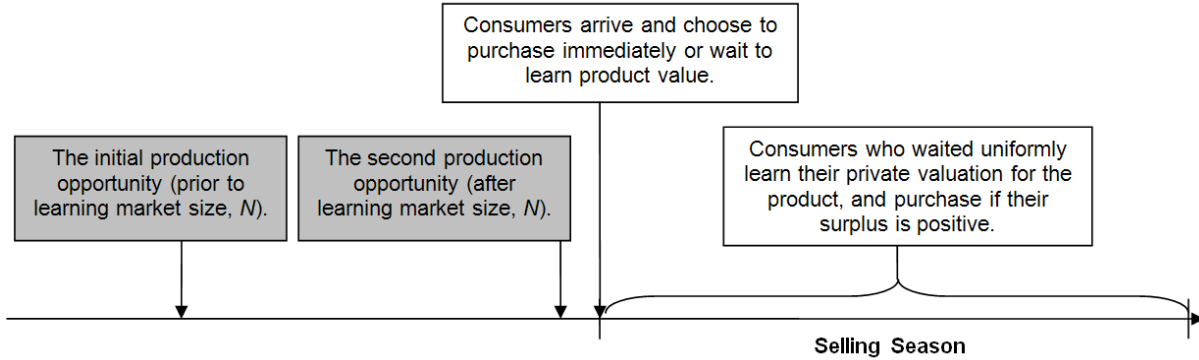 Consumers arrive and choose to
purchase immediately or wait to
learn product value.
The initial production
opportunity (prior to
learning market size, N).
The second production
opportunity (after
learning market size, N).
Consumers who waited uniformly
learn their private valuation for the
product, and purchase if their
surplus is positive.
Selling Season